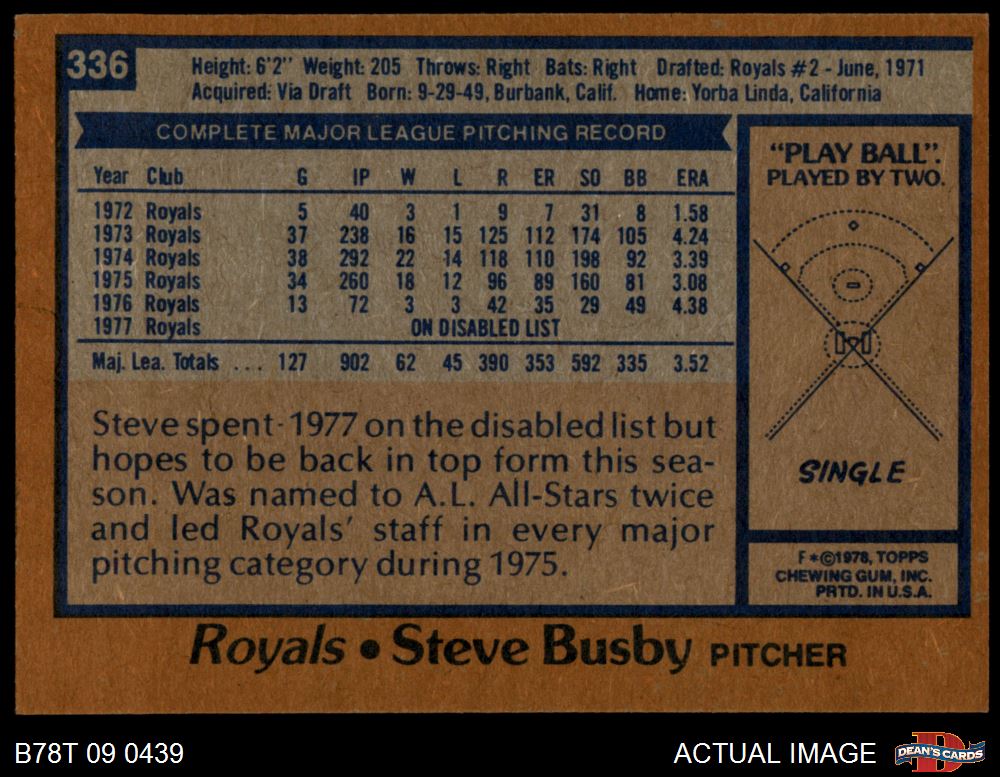 336
Height: 6'2" Weight: 205 Throws: Right Bats: Right Drafted: Royals #2 - June, 1971
Acquired: Via Draft Born: 9-29-49, Burbank, Calif. Home: Yorba Linda, California
COMPLETE MAJOR LEAGUE PITCHING RECORD
Year Club G IP W L R ER SO BB ERA
1972 Royals 5 40 3 1 9 7 31 8 1.58
1973 Royals 37 238 16 15 125 112 174 105 4.24
1974 Royals 38 292 22 14 118 110 198 92 3.39
1975 Royals 34 260 18 12 96 89 160 81 3.08
1976 Royals 13 72 3 3 42 35 29 49 4.38
1977 Royals ON DISABLED LIST
Maj. Lea. Totals ... 127 902 62 45 390 353 592 335 3.52
Steve spent 1977 on the disabled list but
hopes to be back in top form this sea-
son. Was named to A.L. All-Stars twice
and led Royals' staff in every major
pitching category during 1975.
"PLAY BALL".
PLAYED BY TWO.
SINGLE
F*©1978, TOPPS
CHEWING GUM, INC.
PRTD. IN U.S.A.
Royals • Steve Busby PITCHER
B78T 09 0439
ACTUAL IMAGE
D
DEAN'S CARDS